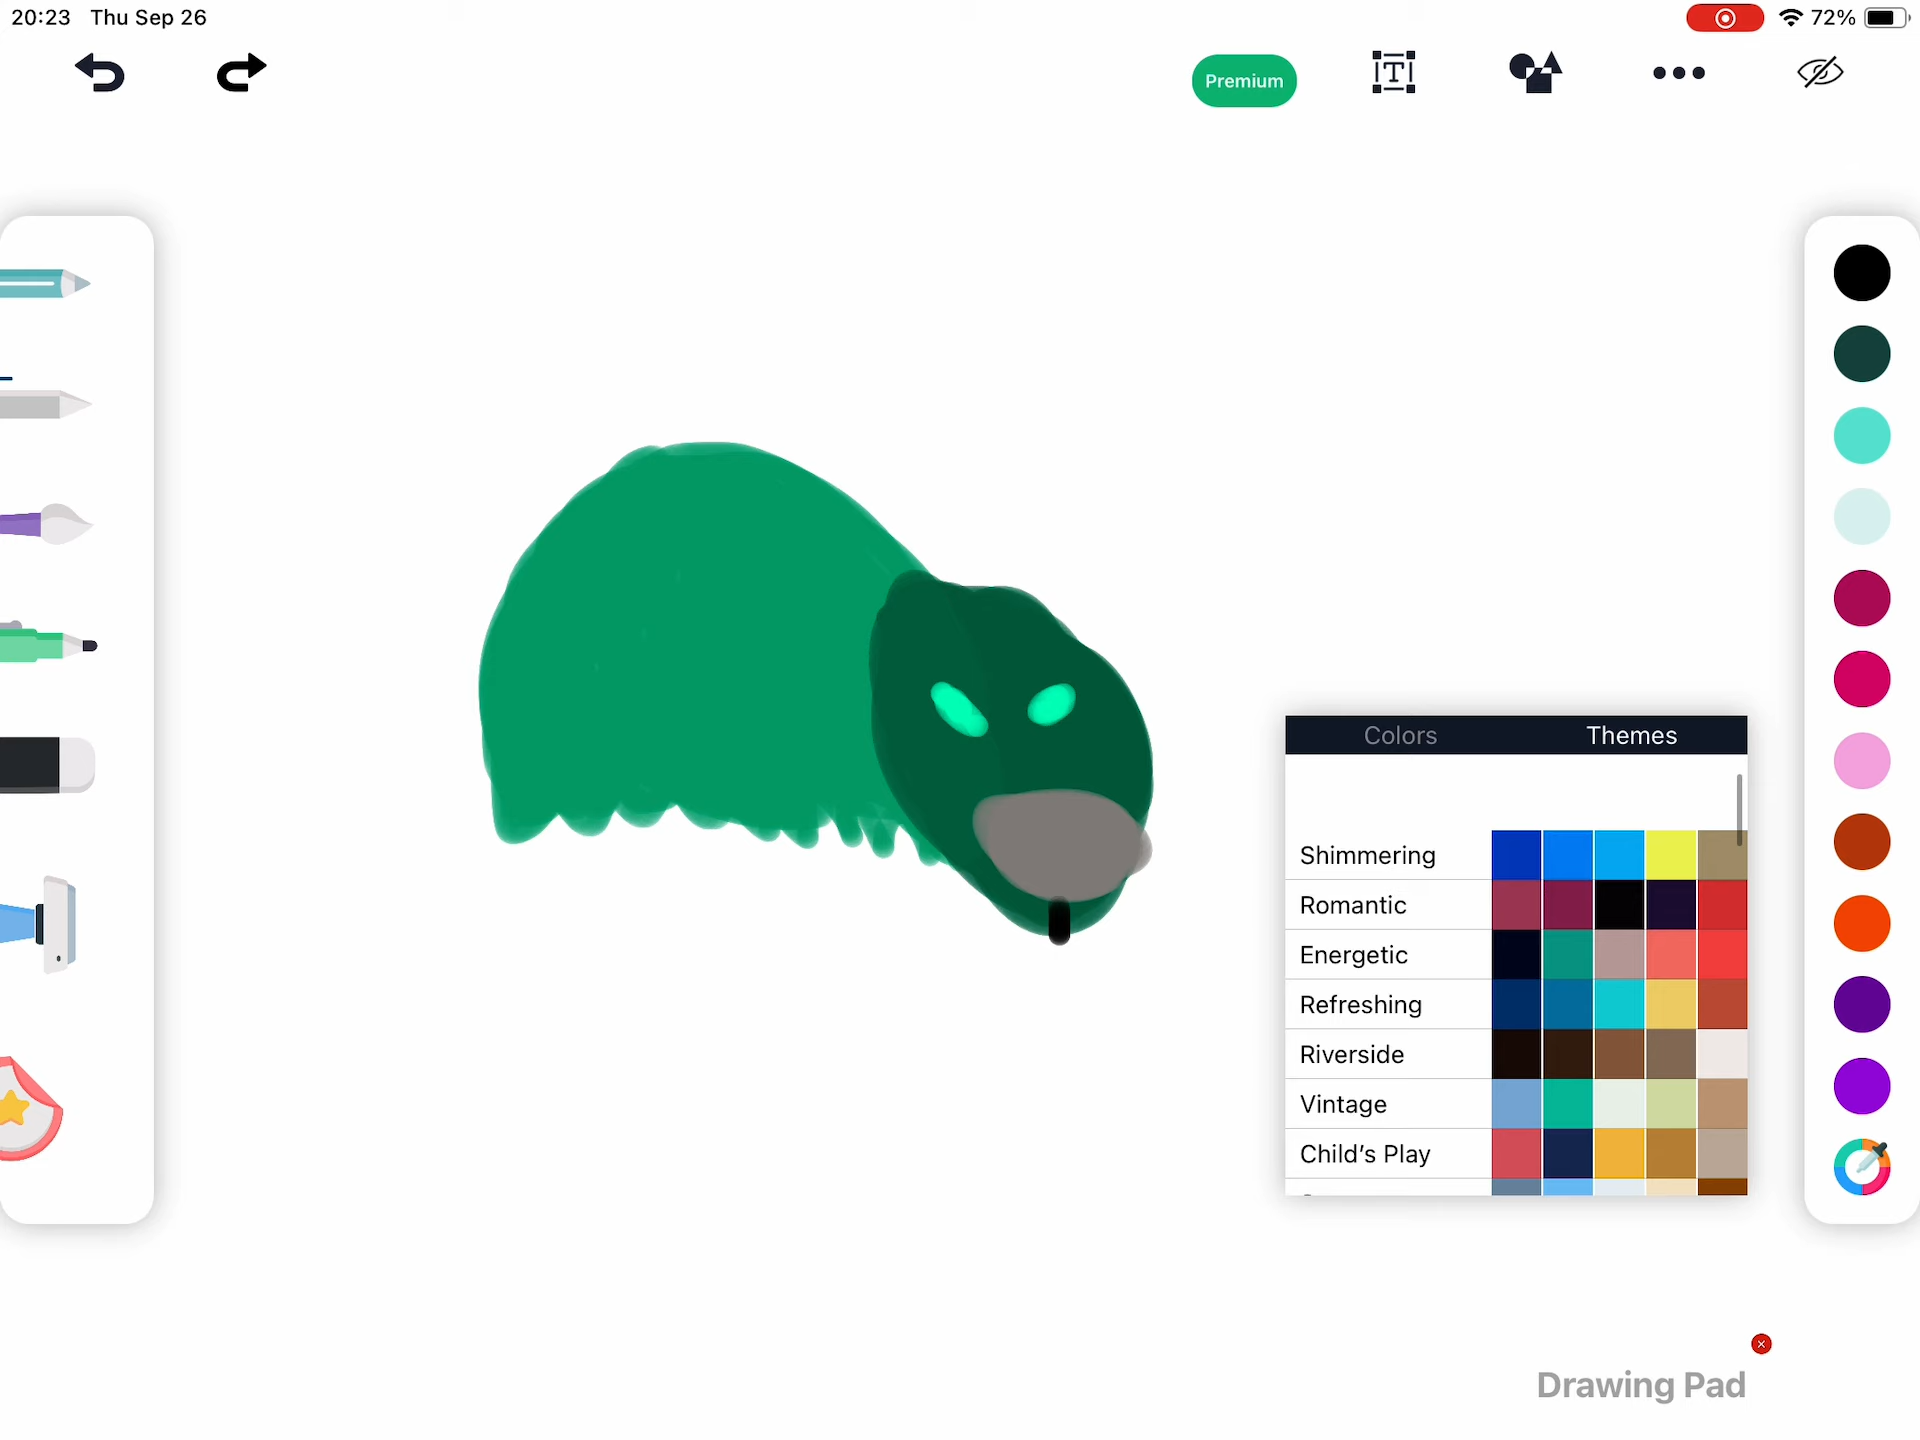 20:23 Thu Sep 26
72%
Premium
T
Colors Themes
Shimmering
Romantic
Energetic
Refreshing
Riverside
Vintage
Child's Play
Drawing Pad